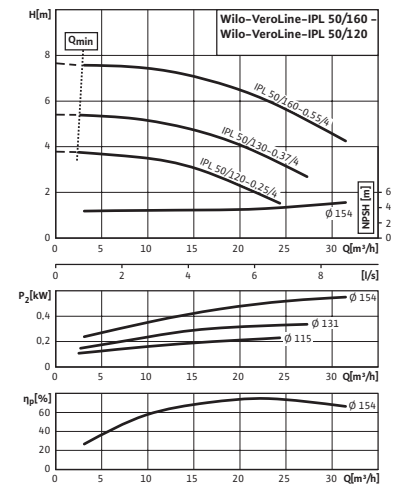 H[m]
Wilo-VeroLine-IPL 50/160 -
Wilo-VeroLine-IPL 50/120
Qmin
8
6
4
2
0
IPL 50/160-0,55/4
IPL 50/130-0,37/4
IPL 50/120-0,25/4
Ø 154
NPSH [m]
6
4
2
0
0 5 10 15 20 25 Q[m³/h]
0 2 4 6 8 [l/s]
P₂[kW]
0,4
0,2
0
Ø 154
Ø 131
Ø 115
0 5 10 15 20 25 Q[m³/h]
ηp[%]
60
40
20
0
Ø 154
0 5 10 15 20 25 30 Q[m³/h]